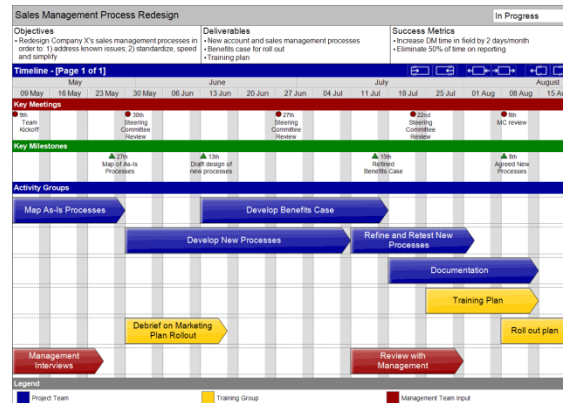 Sales Management Process Redesign
In Progress
Objectives
• Redesign Company X's sales management processes in
order to: 1) address known issues; 2) standardize, speed
and simplify
Deliverables
• New account and sales management processes
• Benefits case for roll out
• Training plan
Success Metrics
• Increase DM time in field by 2 days/month
• Eliminate 50% of time on reporting
Timeline - [Page 1 of 1]
May June July August
09 May 16 May 23 May 30 May 06 Jun 13 Jun 20 Jun 27 Jun 04 Jul 11 Jul 18 Jul 25 Jul 01 Aug 08 Aug 15 A
Key Meetings
9th
Team
Kickoff
30th
Steering
Committee
Review
27th
Steering
Committee
Review
22nd
Steering
Committee
Review
8th
MC review
Key Milestones
27th
Map of As-Is
Processes
13th
Draft design of
new processes
15th
Refined
Benefits Case
9th
Agreed New
Processes
Activity Groups
Map As-Is Processes
Develop Benefits Case
Develop New Processes
Refine and Retest New
Processes
Documentation
Training Plan
Debrief on Marketing
Plan Rollout
Roll out plan
Management
Interviews
Review with
Management
Legend
Project Team
Training Group
Management Team Input